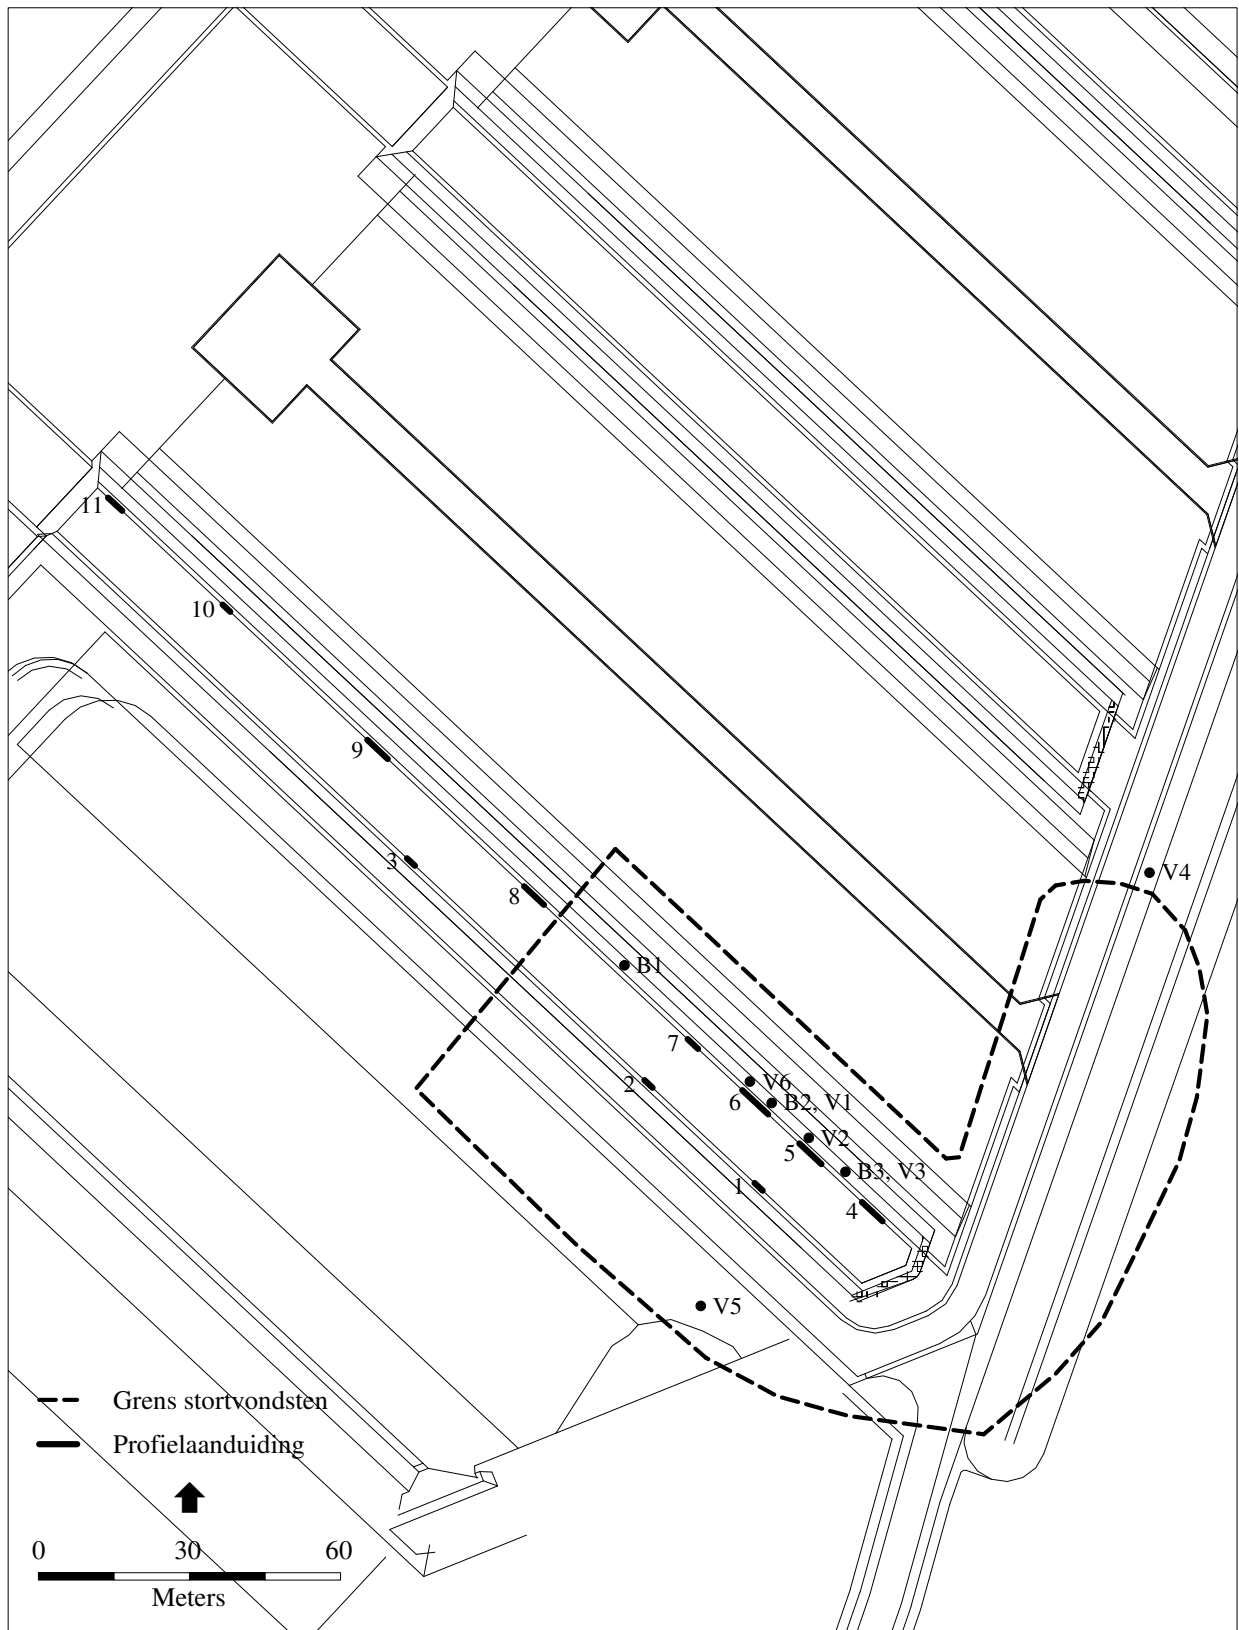 11
10
9
3
8
V4
B1
7
2
V6
6
B2, V1
V2
5
B3, V3
1
4
V5
Grens stortvondsten
Profielaanduiding
0 30 60
Meters